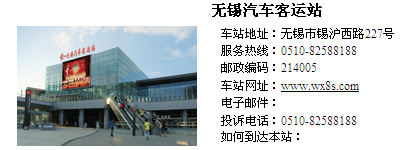 无锡汽车客运站
车站地址：无锡市锡沪西路227号
服务热线：0510-82588188
邮政编码：214005
车站网址：www.wx8s.com
电子邮件：
投诉电话：0510-82588188
如何到达本站：